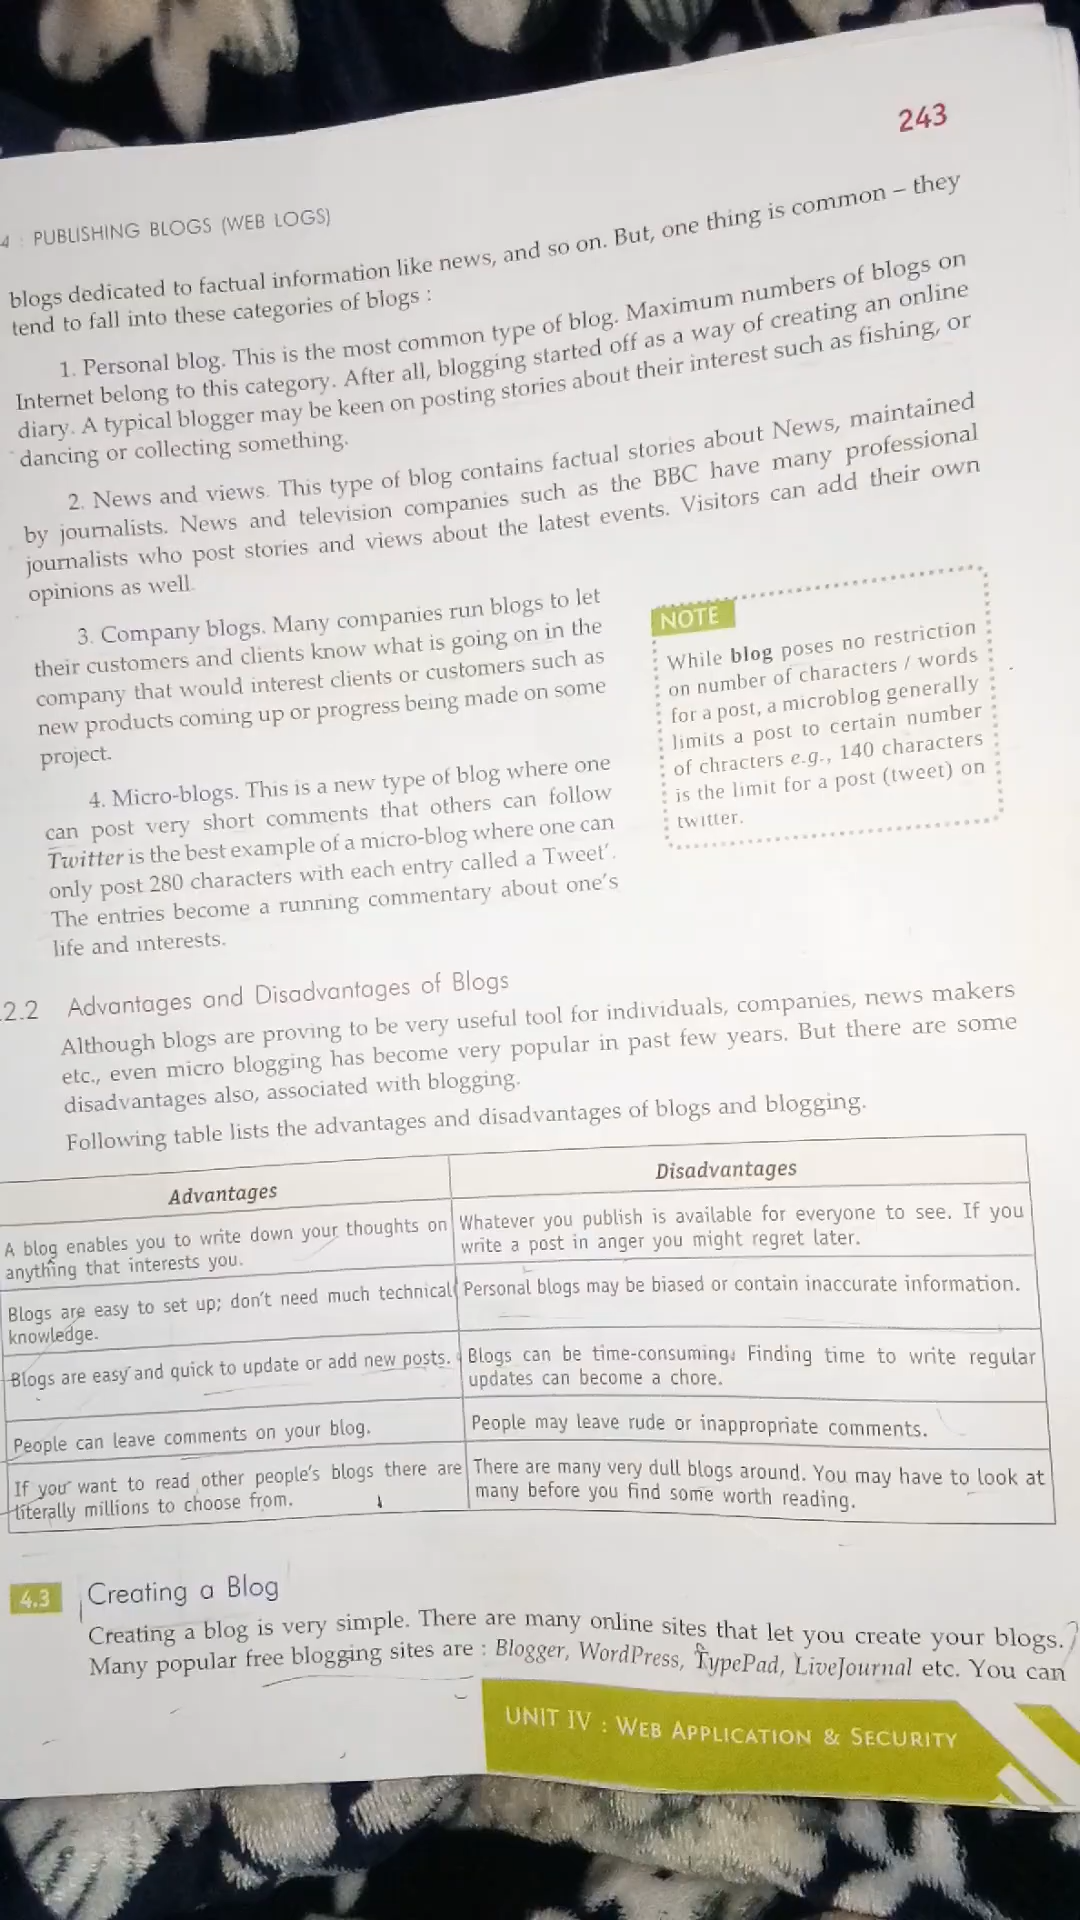 243
4 : PUBLISHING BLOGS (WEB LOGS)
blogs dedicated to factual information like news, and so on. But, one thing is common – they
tend to fall into these categories of blogs :
1. Personal blog. This is the most common type of blog. Maximum numbers of blogs on
Internet belong to this category. After all, blogging started off as a way of creating an online
diary. A typical blogger may be keen on posting stories about their interest such as fishing, or
dancing or collecting something.
2. News and views. This type of blog contains factual stories about News, maintained
by journalists. News and television companies such as the BBC have many professional
journalists who post stories and views about the latest events. Visitors can add their own
opinions as well.
3. Company blogs. Many companies run blogs to let
their customers and clients know what is going on in the
company that would interest clients or customers such as
new products coming up or progress being made on some
project.
4. Micro-blogs. This is a new type of blog where one
can post very short comments that others can follow
Twitter is the best example of a micro-blog where one can
only post 280 characters with each entry called a Tweet'.
The entries become a running commentary about one's
life and interests.
NOTE
While blog poses no restriction
on number of characters / words
for a post, a microblog generally
limits a post to certain number
of chracters e.g., 140 characters
is the limit for a post (tweet) on
twitter.
.2.2 Advantages and Disadvantages of Blogs
Although blogs are proving to be very useful tool for individuals, companies, news makers
etc., even micro blogging has become very popular in past few years. But there are some
disadvantages also, associated with blogging.
Following table lists the advantages and disadvantages of blogs and blogging.
Advantages
Disadvantages
A blog enables you to write down your thoughts on
anything that interests you.
Whatever you publish is available for everyone to see. If you
write a post in anger you might regret later.
Blogs are easy to set up; don't need much technical
knowledge.
Personal blogs may be biased or contain inaccurate information.
Blogs are easy and quick to update or add new posts.
Blogs can be time-consuming. Finding time to write regular
updates can become a chore.
People can leave comments on your blog.
People may leave rude or inappropriate comments.
If you want to read other people's blogs there are
literally millions to choose from.
There are many very dull blogs around. You may have to look at
many before you find some worth reading.
4.3 Creating a Blog
Creating a blog is very simple. There are many online sites that let you create your blogs.
Many popular free blogging sites are : Blogger, WordPress, TypePad, LiveJournal etc. You can
UNIT IV : WEB APPLICATION & SECURITY